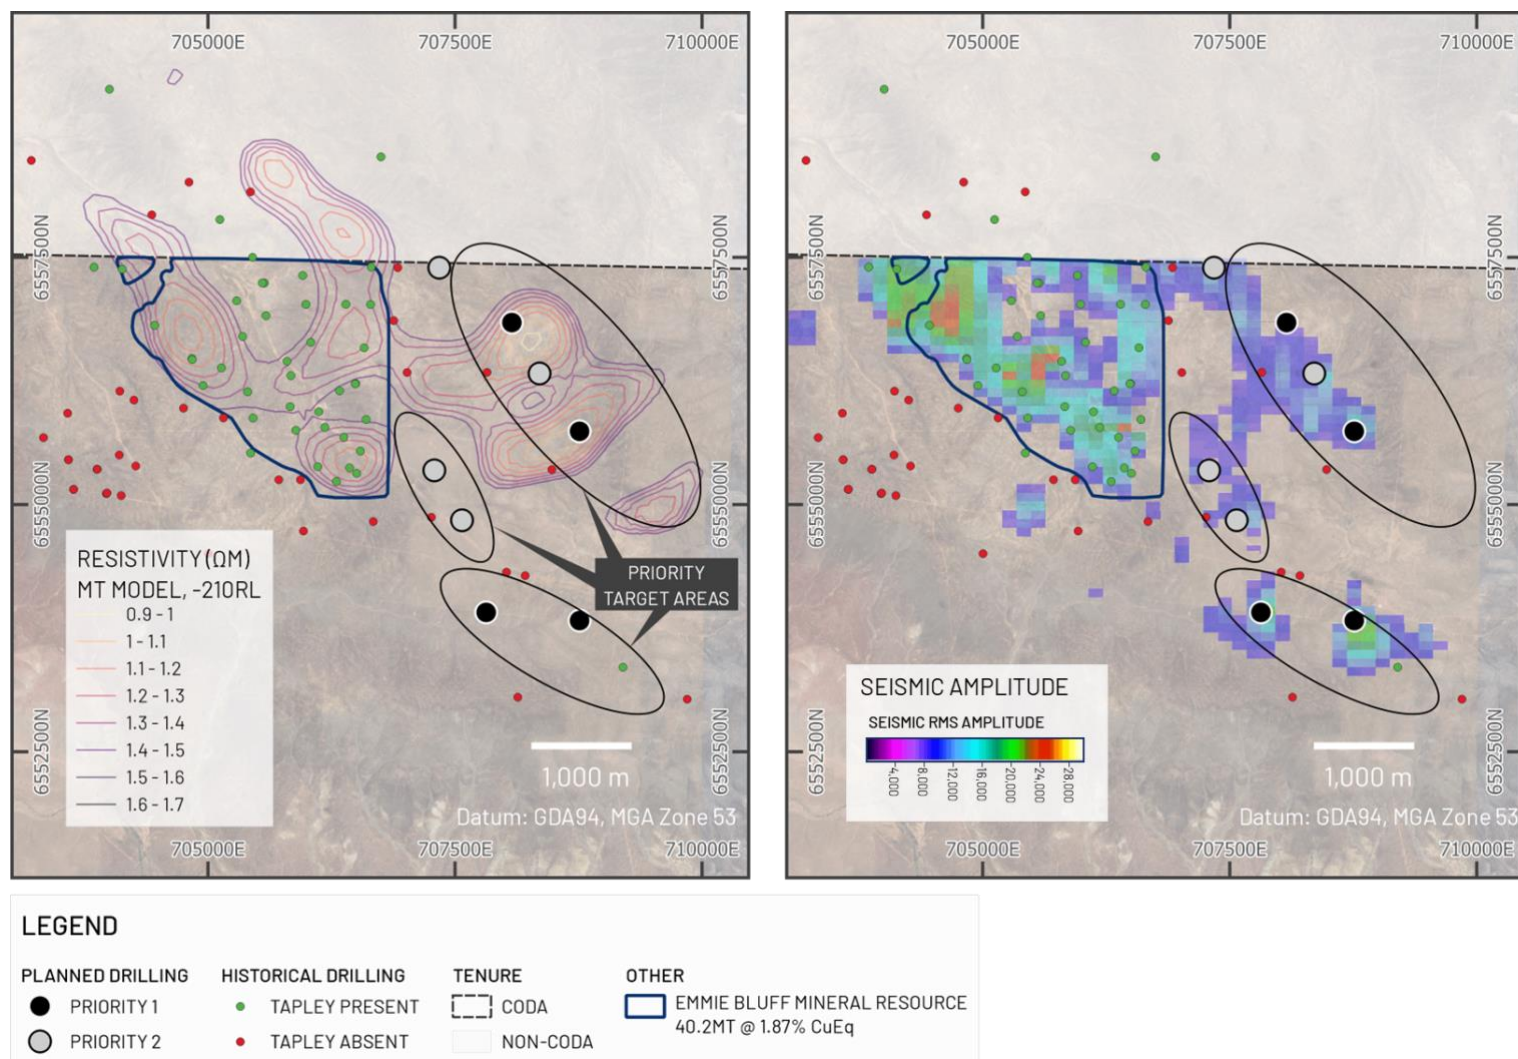 705000E
707500E
710000E
6557500N
6557500N
6555000N
6555000N
RESISTIVITY (ΩM)
MT MODEL, -210RL
0.9 - 1
1 - 1.1
1.1 - 1.2
1.2 - 1.3
1.3 - 1.4
1.4 - 1.5
1.5 - 1.6
1.6 - 1.7
PRIORITY
TARGET AREAS
6552500N
1,000 m
Datum: GDA94, MGA Zone 53
705000E
707500E
710000E
705000E
707500E
710000E
6557500N
6557500N
6555000N
6555000N
SEISMIC AMPLITUDE
SEISMIC RMS AMPLITUDE
4,000
8,000
12,000
16,000
20,000
24,000
28,000
6552500N
6552500N
1,000 m
Datum: GDA94, MGA Zone 53
705000E
707500E
710000E
LEGEND
PLANNED DRILLING
PRIORITY 1
PRIORITY 2
HISTORICAL DRILLING
TAPLEY PRESENT
TAPLEY ABSENT
TENURE
CODA
NON-CODA
OTHER
EMMIE BLUFF MINERAL RESOURCE
40.2MT @ 1.87% CuEq